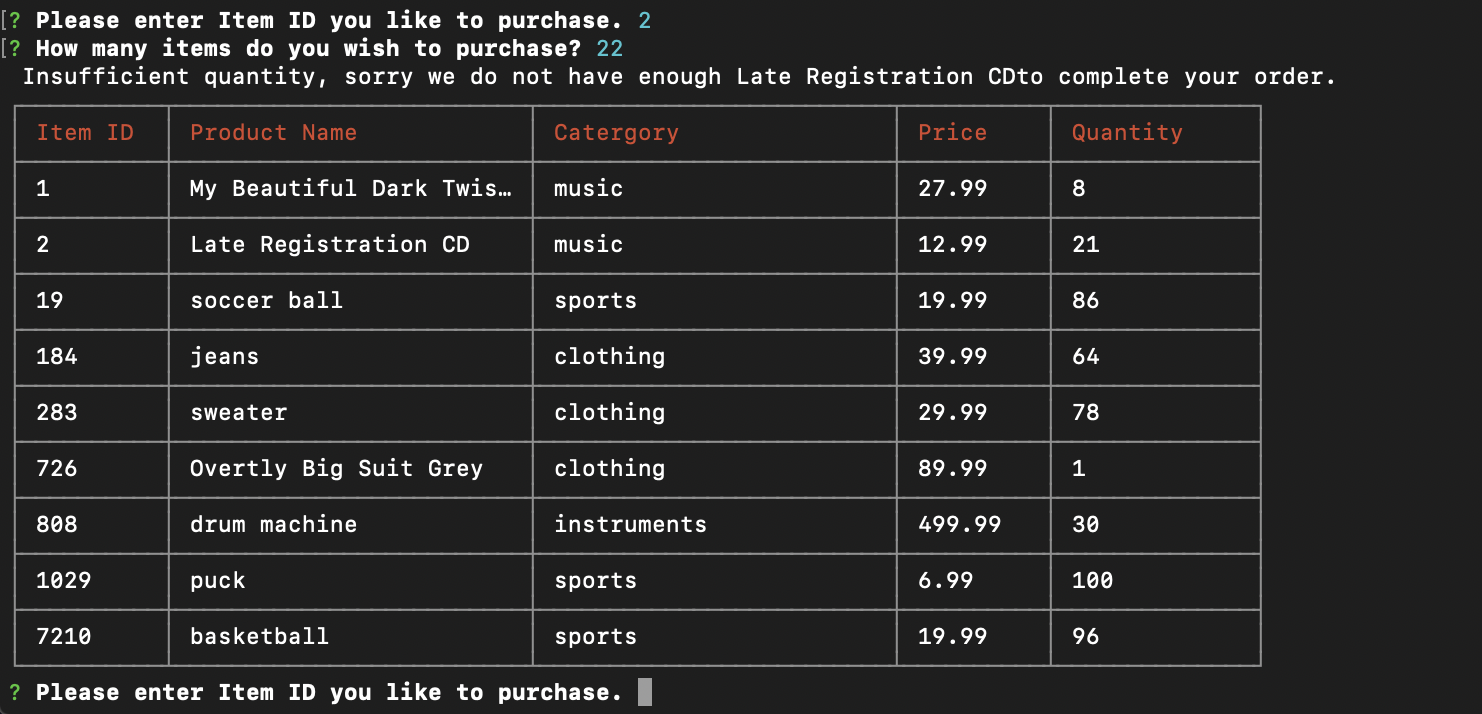 [? Please enter Item ID you like to purchase. 2
[? How many items do you wish to purchase? 22
Insufficient quantity, sorry we do not have enough Late Registration CDto complete your order.
Item ID Product Name Catergory Price Quantity
1 My Beautiful Dark Twis… music 27.99 8
2 Late Registration CD music 12.99 21
19 soccer ball sports 19.99 86
184 jeans clothing 39.99 64
283 sweater clothing 29.99 78
726 Overtly Big Suit Grey clothing 89.99 1
808 drum machine instruments 499.99 30
1029 puck sports 6.99 100
7210 basketball sports 19.99 96
? Please enter Item ID you like to purchase.